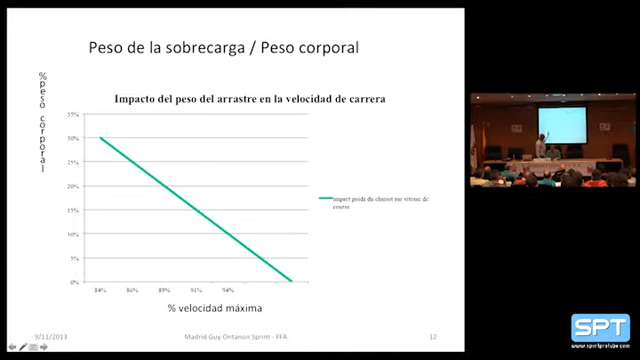 Peso de la sobrecarga / Peso corporal
% peso corporal
Impacto del peso del arrastre en la velocidad de carrera
35%
30%
25%
20%
15%
10%
5%
0%
84%
86%
89%
91%
94%
impact poids du chariot sur vitesse de
course
% velocidad máxima
9/11/2013
Madrid Guy Ontanon Sprint - FFA
12
SPT
www.sportprotube.com